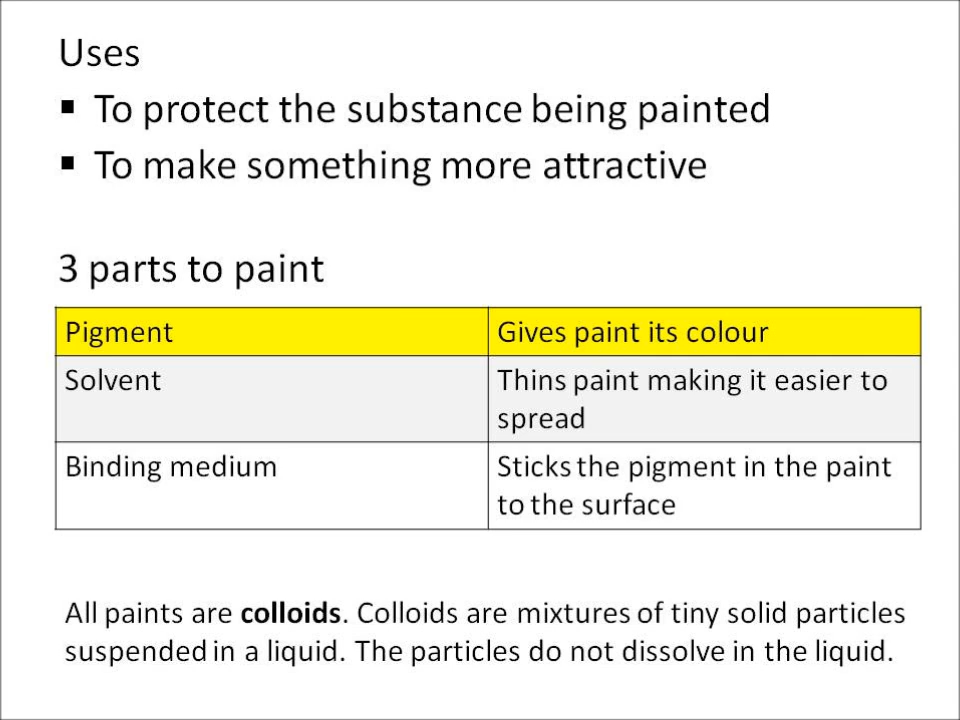 Uses
▪ To protect the substance being painted
▪ To make something more attractive
3 parts to paint
Pigment Gives paint its colour
Solvent Thins paint making it easier to
spread
Binding medium Sticks the pigment in the paint
to the surface
All paints are colloids. Colloids are mixtures of tiny solid particles
suspended in a liquid. The particles do not dissolve in the liquid.